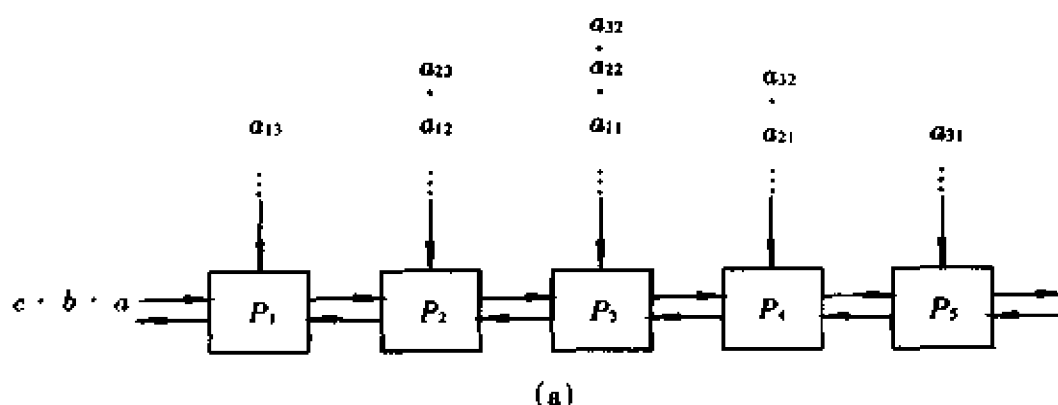 a₃₂
·
a₂₃ a₂₂ a₃₂
· · ·
a₁₃ a₁₂ a₁₁ a₂₁ a₃₁
⋮ ⋮ ⋮ ⋮ ⋮
c · b · a P₁ P₂ P₃ P₄ P₅
(a)